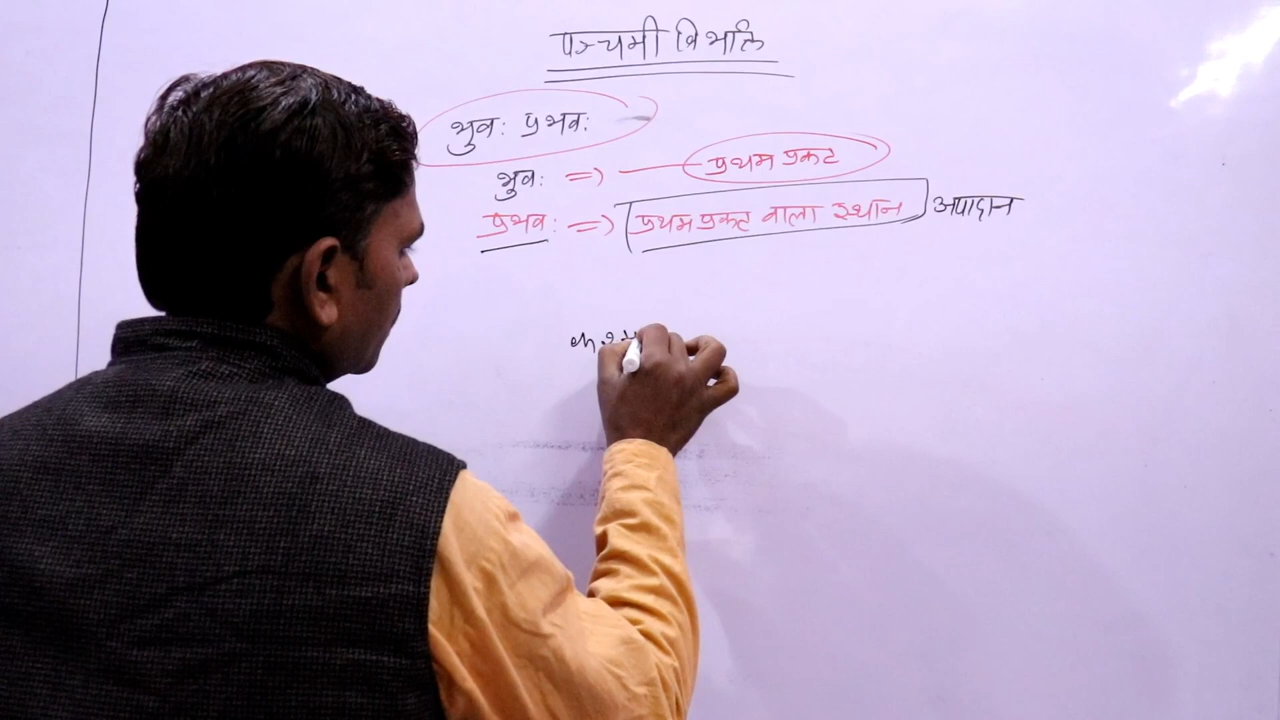 पञ्चमी विभक्ति
भुवः प्रभवः
भुवः => — प्रथम प्रकट
प्रभवः => प्रथम प्रकट वाला स्थान अपादान